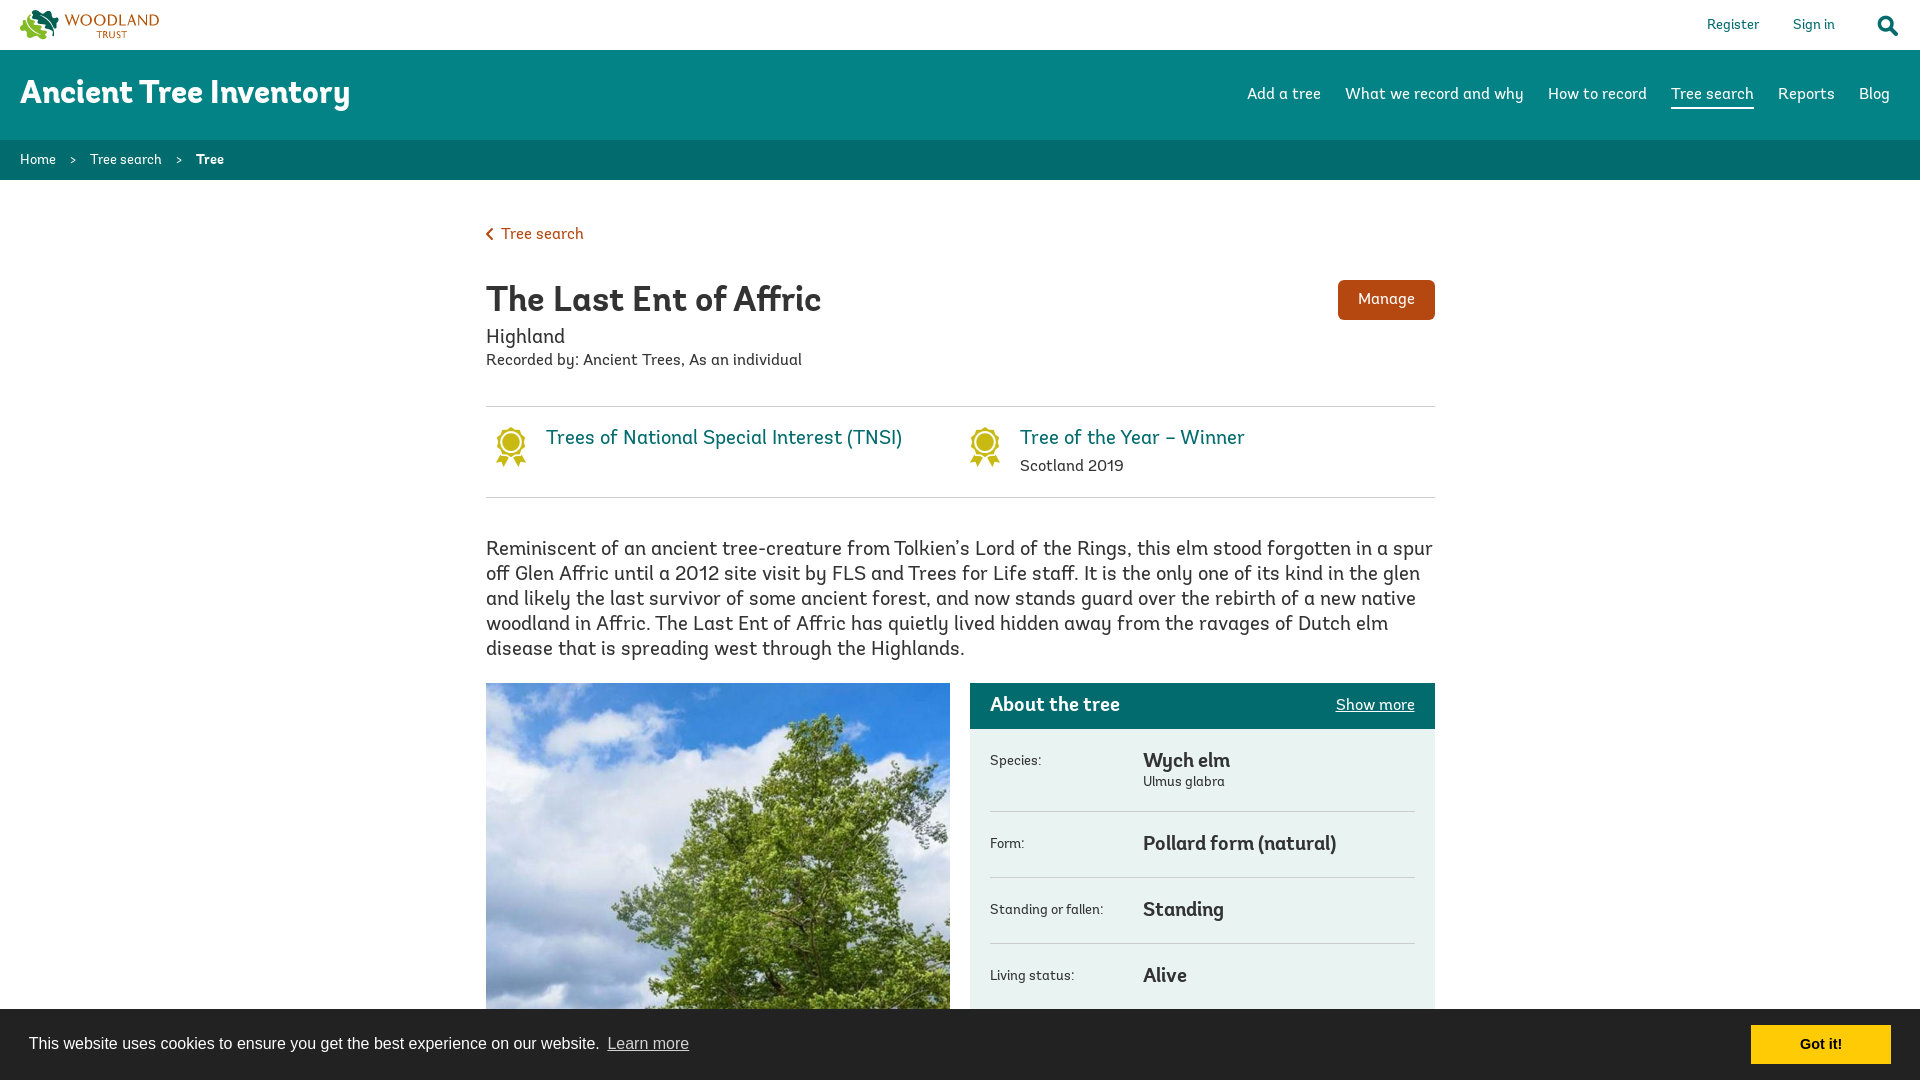 WOODLAND
TRUST
Register
Sign in
Ancient Tree Inventory
Add a tree
What we record and why
How to record
Tree search
Reports
Blog
Home > Tree search > Tree
Tree search
The Last Ent of Affric
Manage
Highland
Recorded by: Ancient Trees, As an individual
Trees of National Special Interest (TNSI)
Tree of the Year – Winner
Scotland 2019
Reminiscent of an ancient tree-creature from Tolkien’s Lord of the Rings, this elm stood forgotten in a spur
off Glen Affric until a 2012 site visit by FLS and Trees for Life staff. It is the only one of its kind in the glen
and likely the last survivor of some ancient forest, and now stands guard over the rebirth of a new native
woodland in Affric. The Last Ent of Affric has quietly lived hidden away from the ravages of Dutch elm
disease that is spreading west through the Highlands.
About the tree
Show more
Species:
Wych elm
Ulmus glabra
Form:
Pollard form (natural)
Standing or fallen:
Standing
Living status:
Alive
This website uses cookies to ensure you get the best experience on our website. Learn more
Got it!